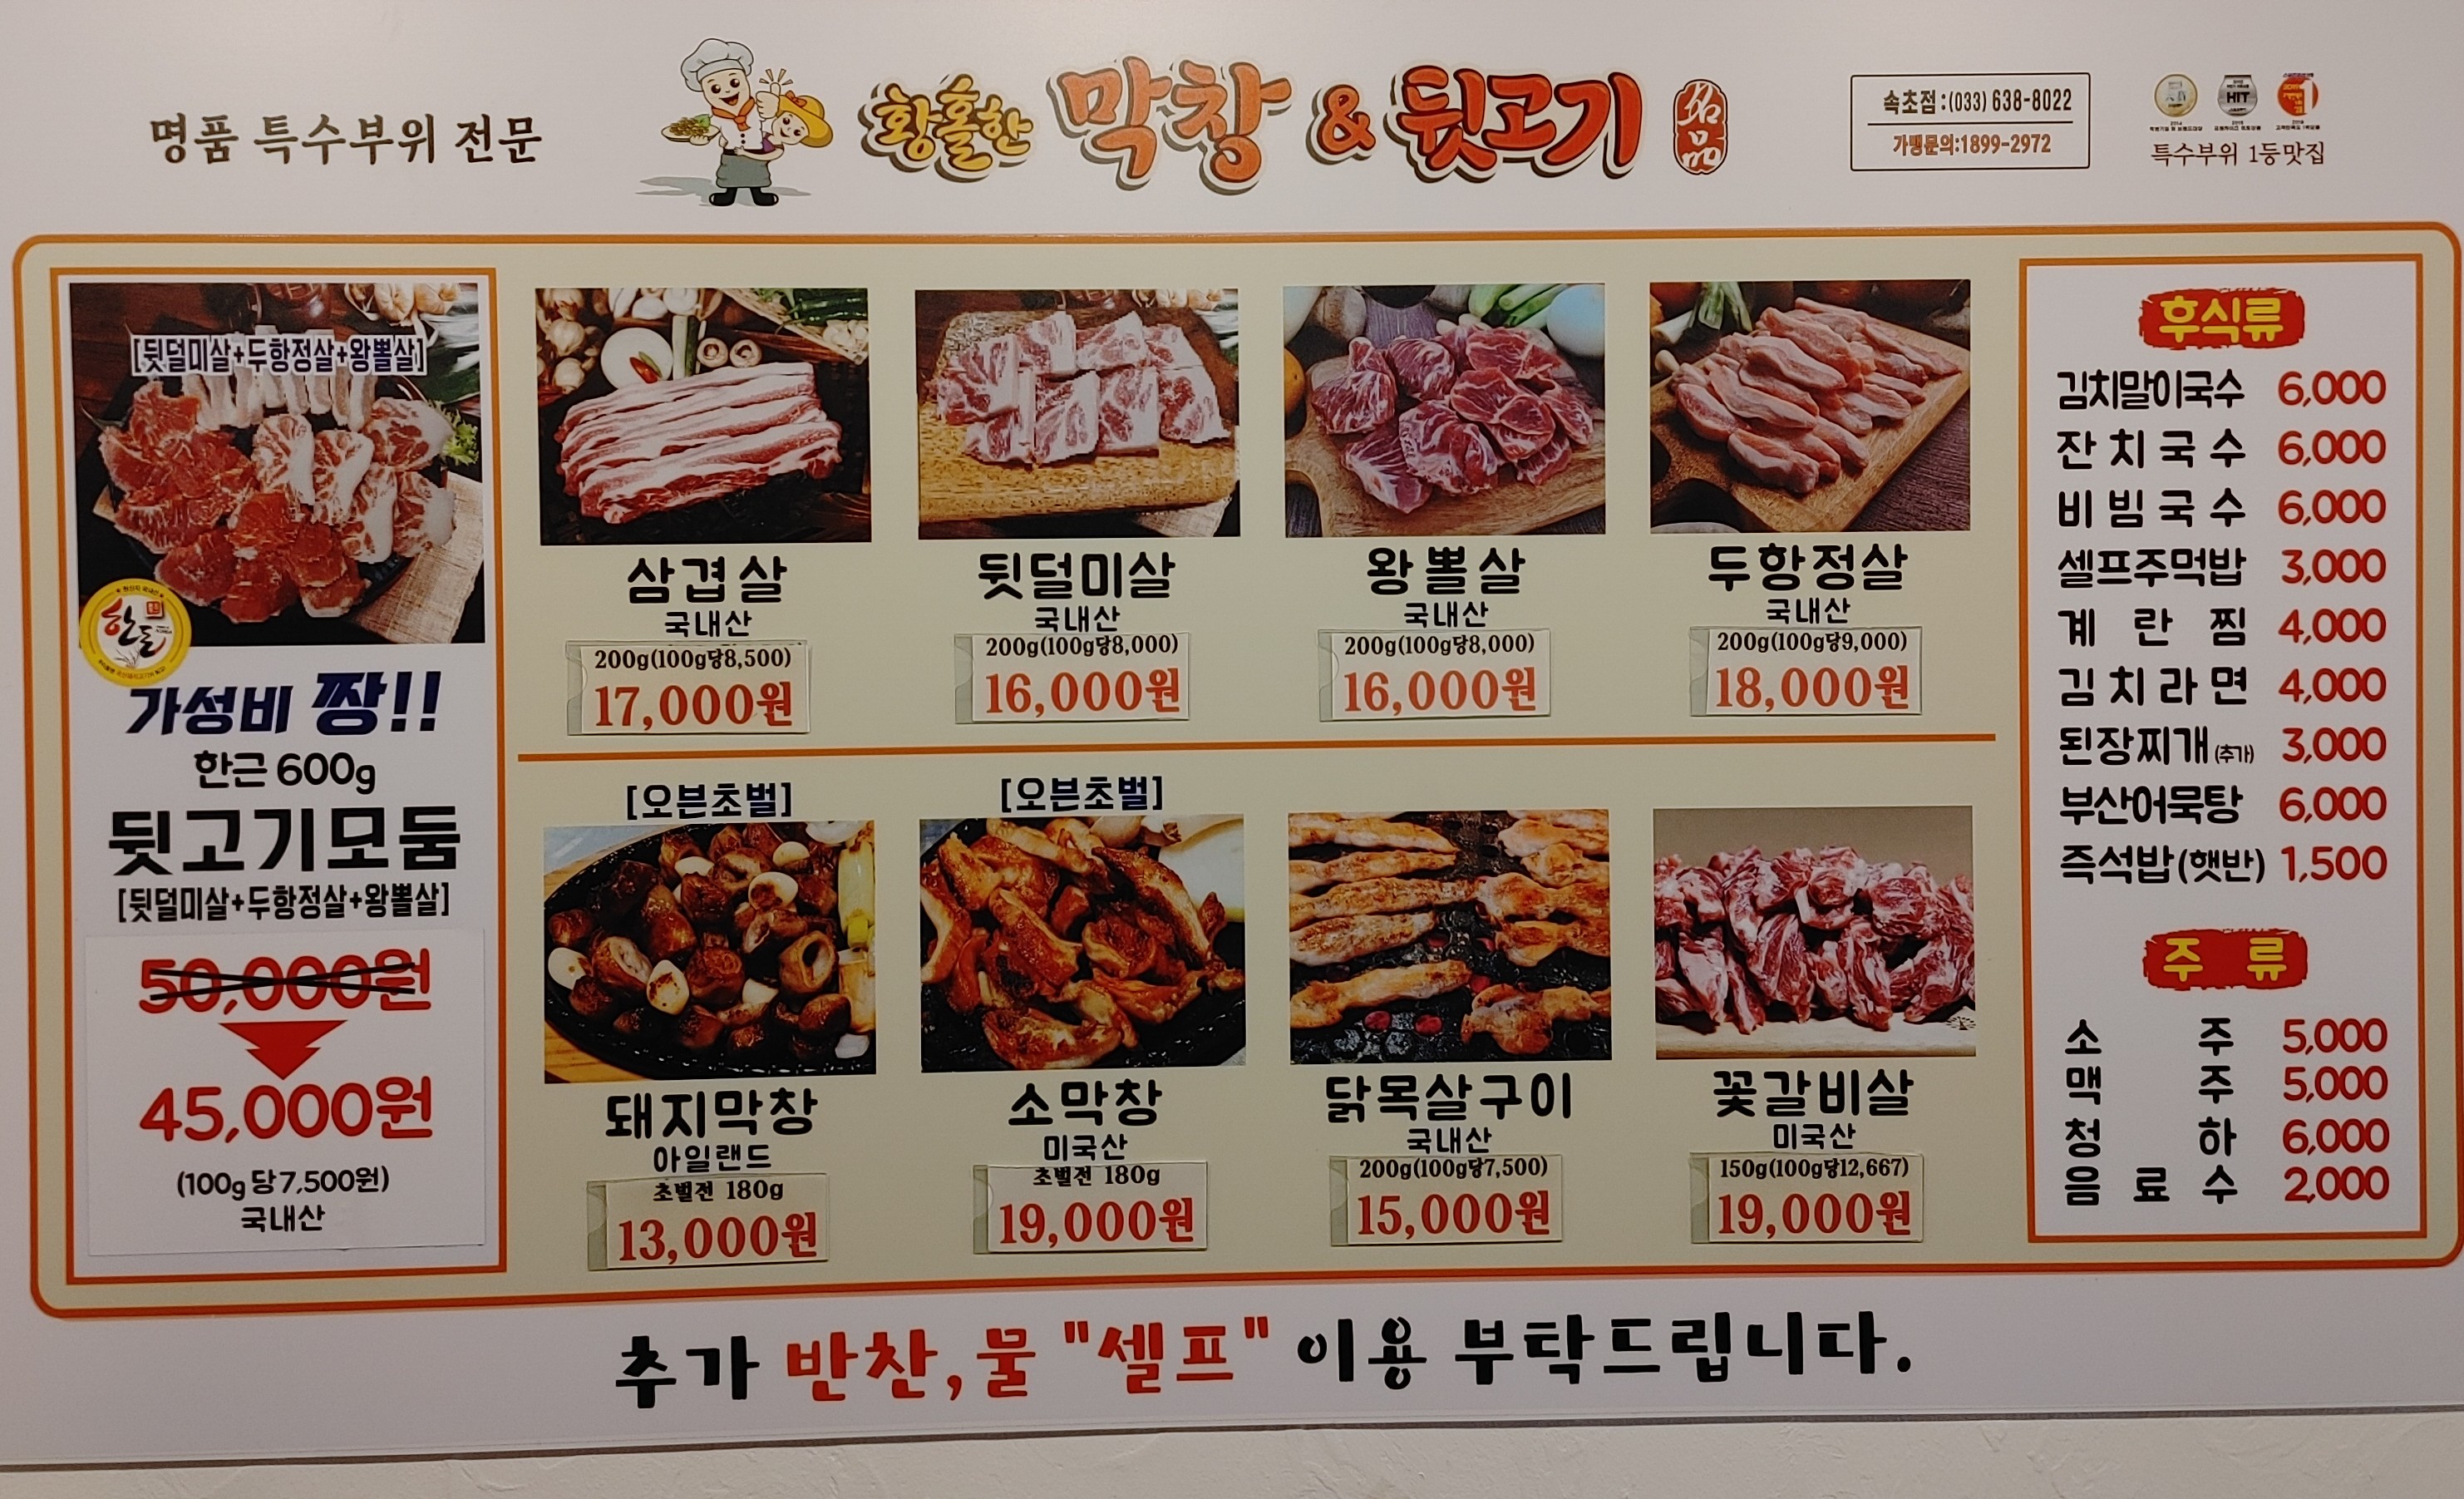 명품 특수부위 전문
황홀한 막창 & 뒷고기
속초점:(033) 638-8022
가맹문의:1899-2972
HIT
특수부위 1등맛집
[뒷덜미살+두항정살+왕뽈살]
한돈
가성비 짱!!
한근 600g
뒷고기모둠
[뒷덜미살+두항정살+왕뽈살]
50,000원
45,000원
(100g 당 7,500원)
국내산
삼겹살
국내산
200g(100g당8,500)
17,000원
뒷덜미살
국내산
200g(100g당8,000)
16,000원
왕뽈살
국내산
200g(100g당8,000)
16,000원
두항정살
국내산
200g(100g당9,000)
18,000원
[오븐초벌]
돼지막창
아일랜드
초벌전 180g
13,000원
[오븐초벌]
소막창
미국산
초벌전 180g
19,000원
닭목살구이
국내산
200g(100g당7,500)
15,000원
꽃갈비살
미국산
150g(100g당12,667)
19,000원
후식류
김치말이국수 6,000
잔치국수 6,000
비빔국수 6,000
셀프주먹밥 3,000
계란찜 4,000
김치라면 4,000
된장찌개(추가) 3,000
부산어묵탕 6,000
즉석밥(햇반) 1,500
주류
소주 5,000
맥주 5,000
청하 6,000
음료수 2,000
추가 반찬,물 "셀프" 이용 부탁드립니다.